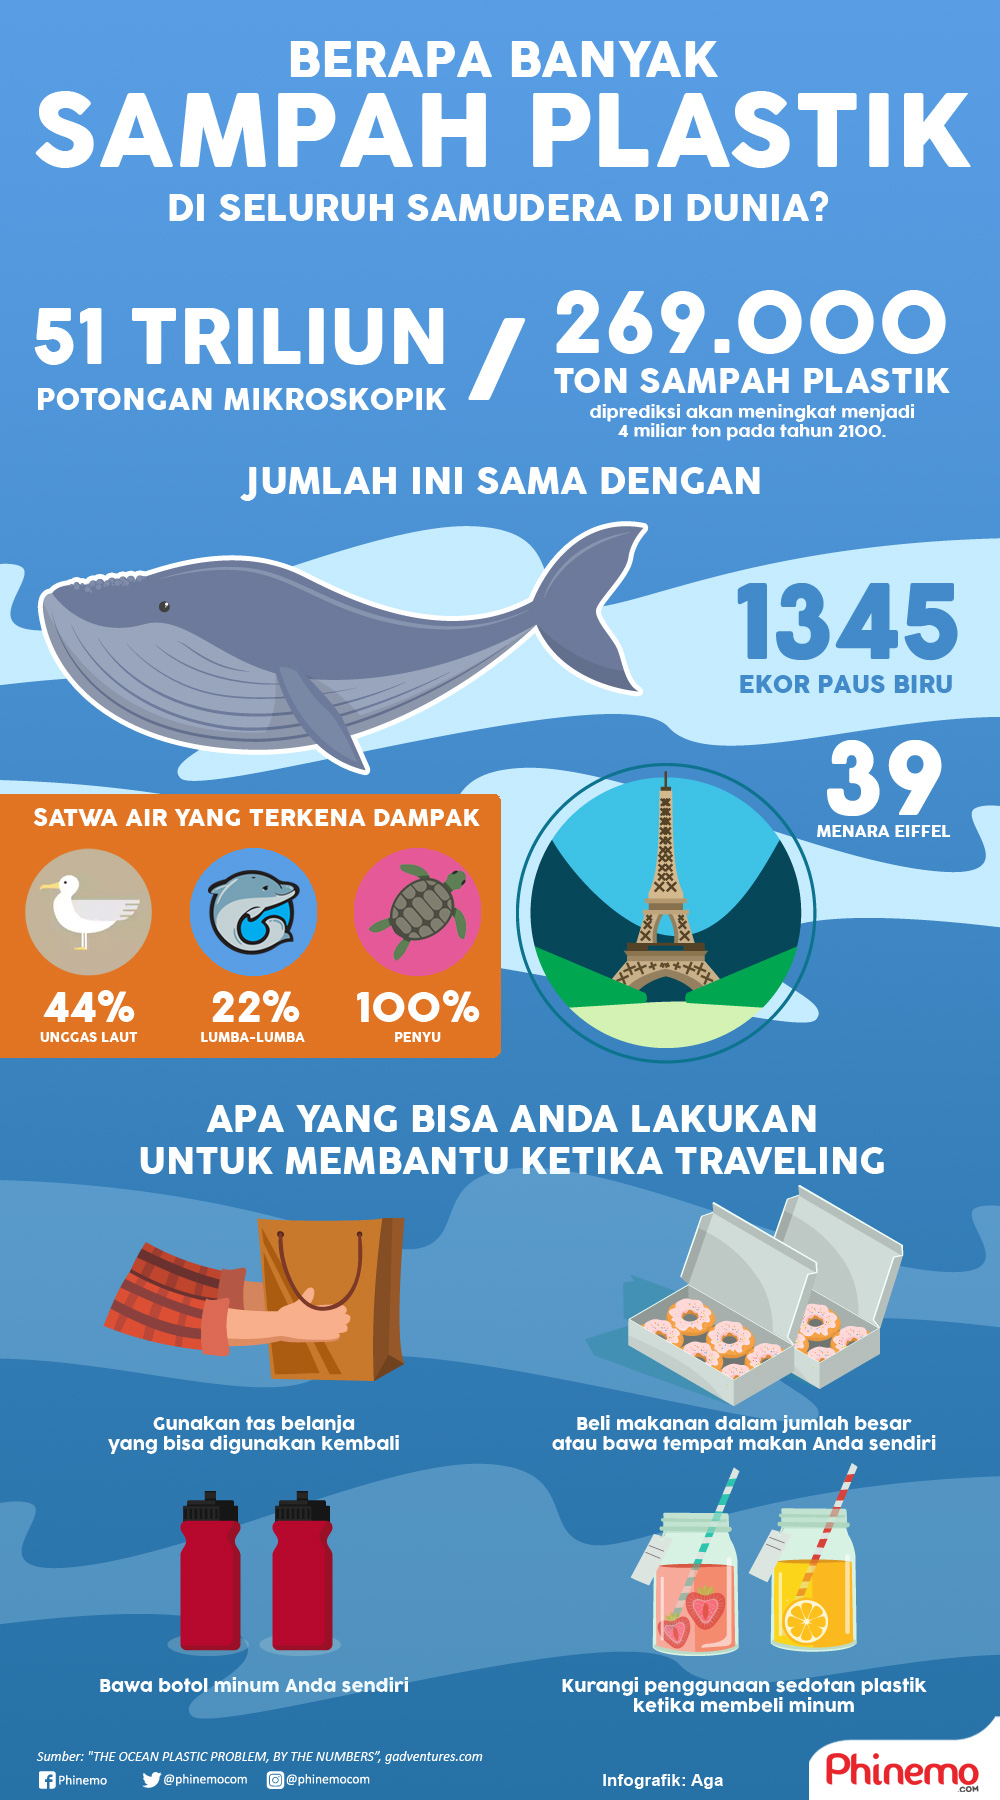 BERAPA BANYAK
SAMPAH PLASTIK
DI SELURUH SAMUDERA DI DUNIA?
51 TRILIUN
POTONGAN MIKROSKOPIK
/
269.000
TON SAMPAH PLASTIK
diprediksi akan meningkat menjadi
4 miliar ton pada tahun 2100.
JUMLAH INI SAMA DENGAN
1345
EKOR PAUS BIRU
39
MENARA EIFFEL
SATWA AIR YANG TERKENA DAMPAK
44%
UNGGAS LAUT
22%
LUMBA-LUMBA
100%
PENYU
APA YANG BISA ANDA LAKUKAN
UNTUK MEMBANTU KETIKA TRAVELING
Gunakan tas belanja
yang bisa digunakan kembali
Beli makanan dalam jumlah besar
atau bawa tempat makan Anda sendiri
Bawa botol minum Anda sendiri
Kurangi penggunaan sedotan plastik
ketika membeli minum
Sumber: "THE OCEAN PLASTIC PROBLEM, BY THE NUMBERS”, gadventures.com
Phinemo @phinemocom @phinemocom
Infografik: Aga
Phinemo
.COM